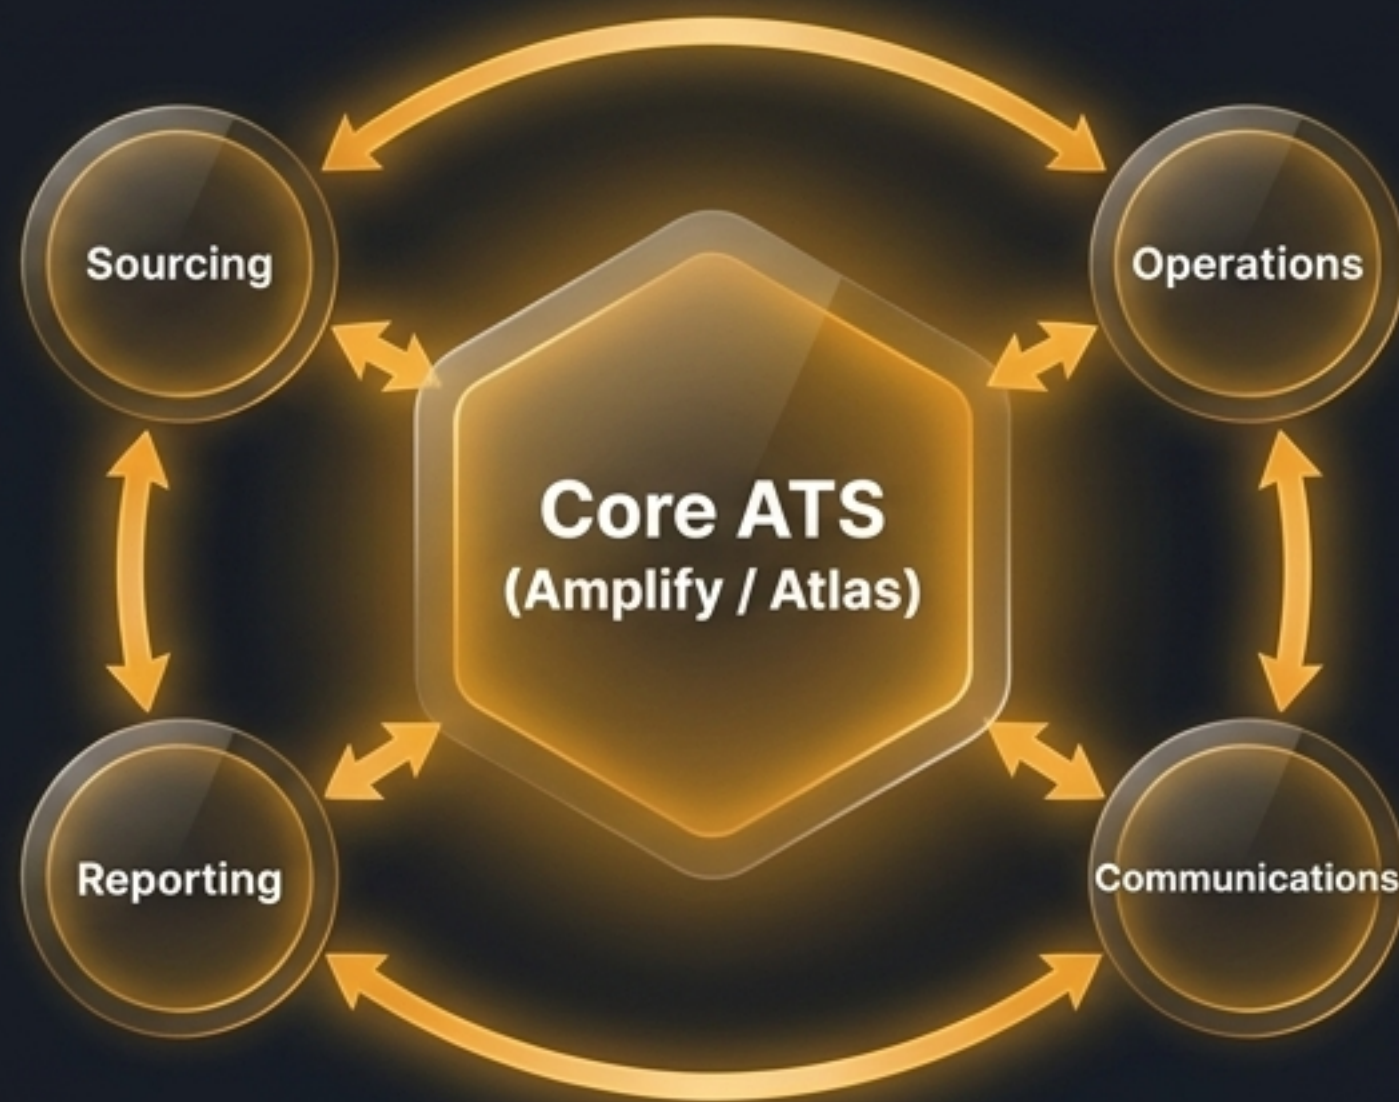 Sourcing
Operations
Core ATS
(Amplify / Atlas)
Reporting
Communications